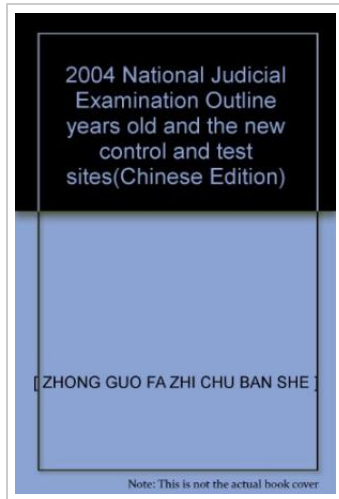 2004 National Judicial
Examination Outline
years old and the new
control and test
sites(Chinese Edition)
[ ZHONG GUO FA ZHI CHU BAN SHE ]
Note: This is not the actual book cover